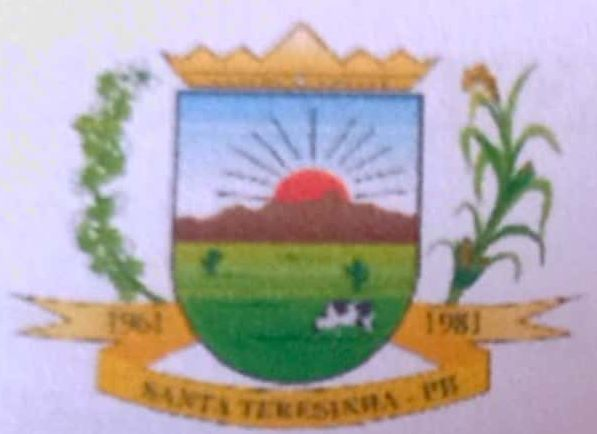 1961 1981
SANTA TERESINHA - PB